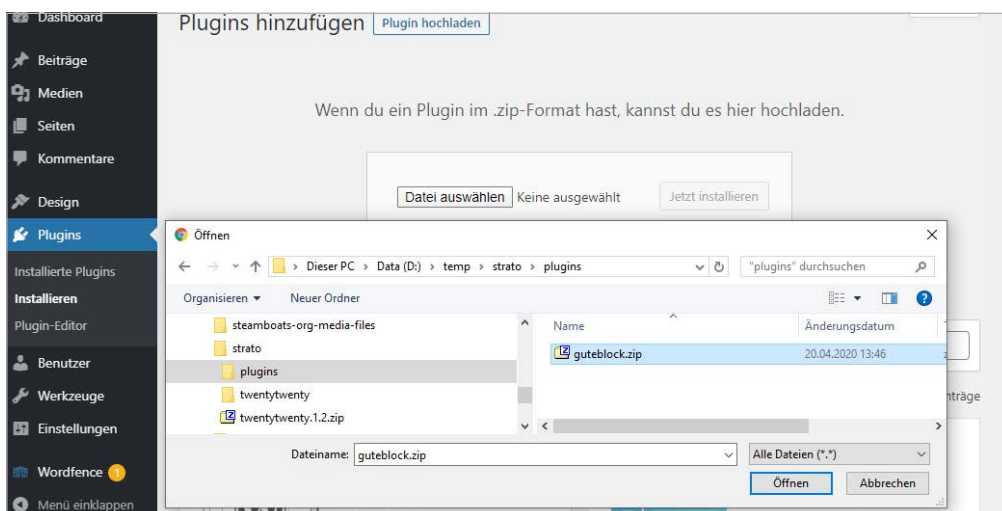 Dashboard
Beiträge
Medien
Seiten
Kommentare
Design
Plugins
Installierte Plugins
Installieren
Plugin-Editor
Benutzer
Werkzeuge
Einstellungen
Wordfence 1
Menü einklappen
Plugins hinzufügen Plugin hochladen
Wenn du ein Plugin im .zip-Format hast, kannst du es hier hochladen.
Datei auswählen Keine ausgewählt Jetzt installieren
Öffnen
Dieser PC > Data (D:) > temp > strato > plugins "plugins" durchsuchen
Organisieren Neuer Ordner
steamboats-org-media-files
strato
plugins
twentytwenty
twentytwenty.1.2.zip
Name Änderungsdatum
guteblock.zip 20.04.2020 13:46
Dateiname: guteblock.zip Alle Dateien (*.*)
Öffnen Abbrechen